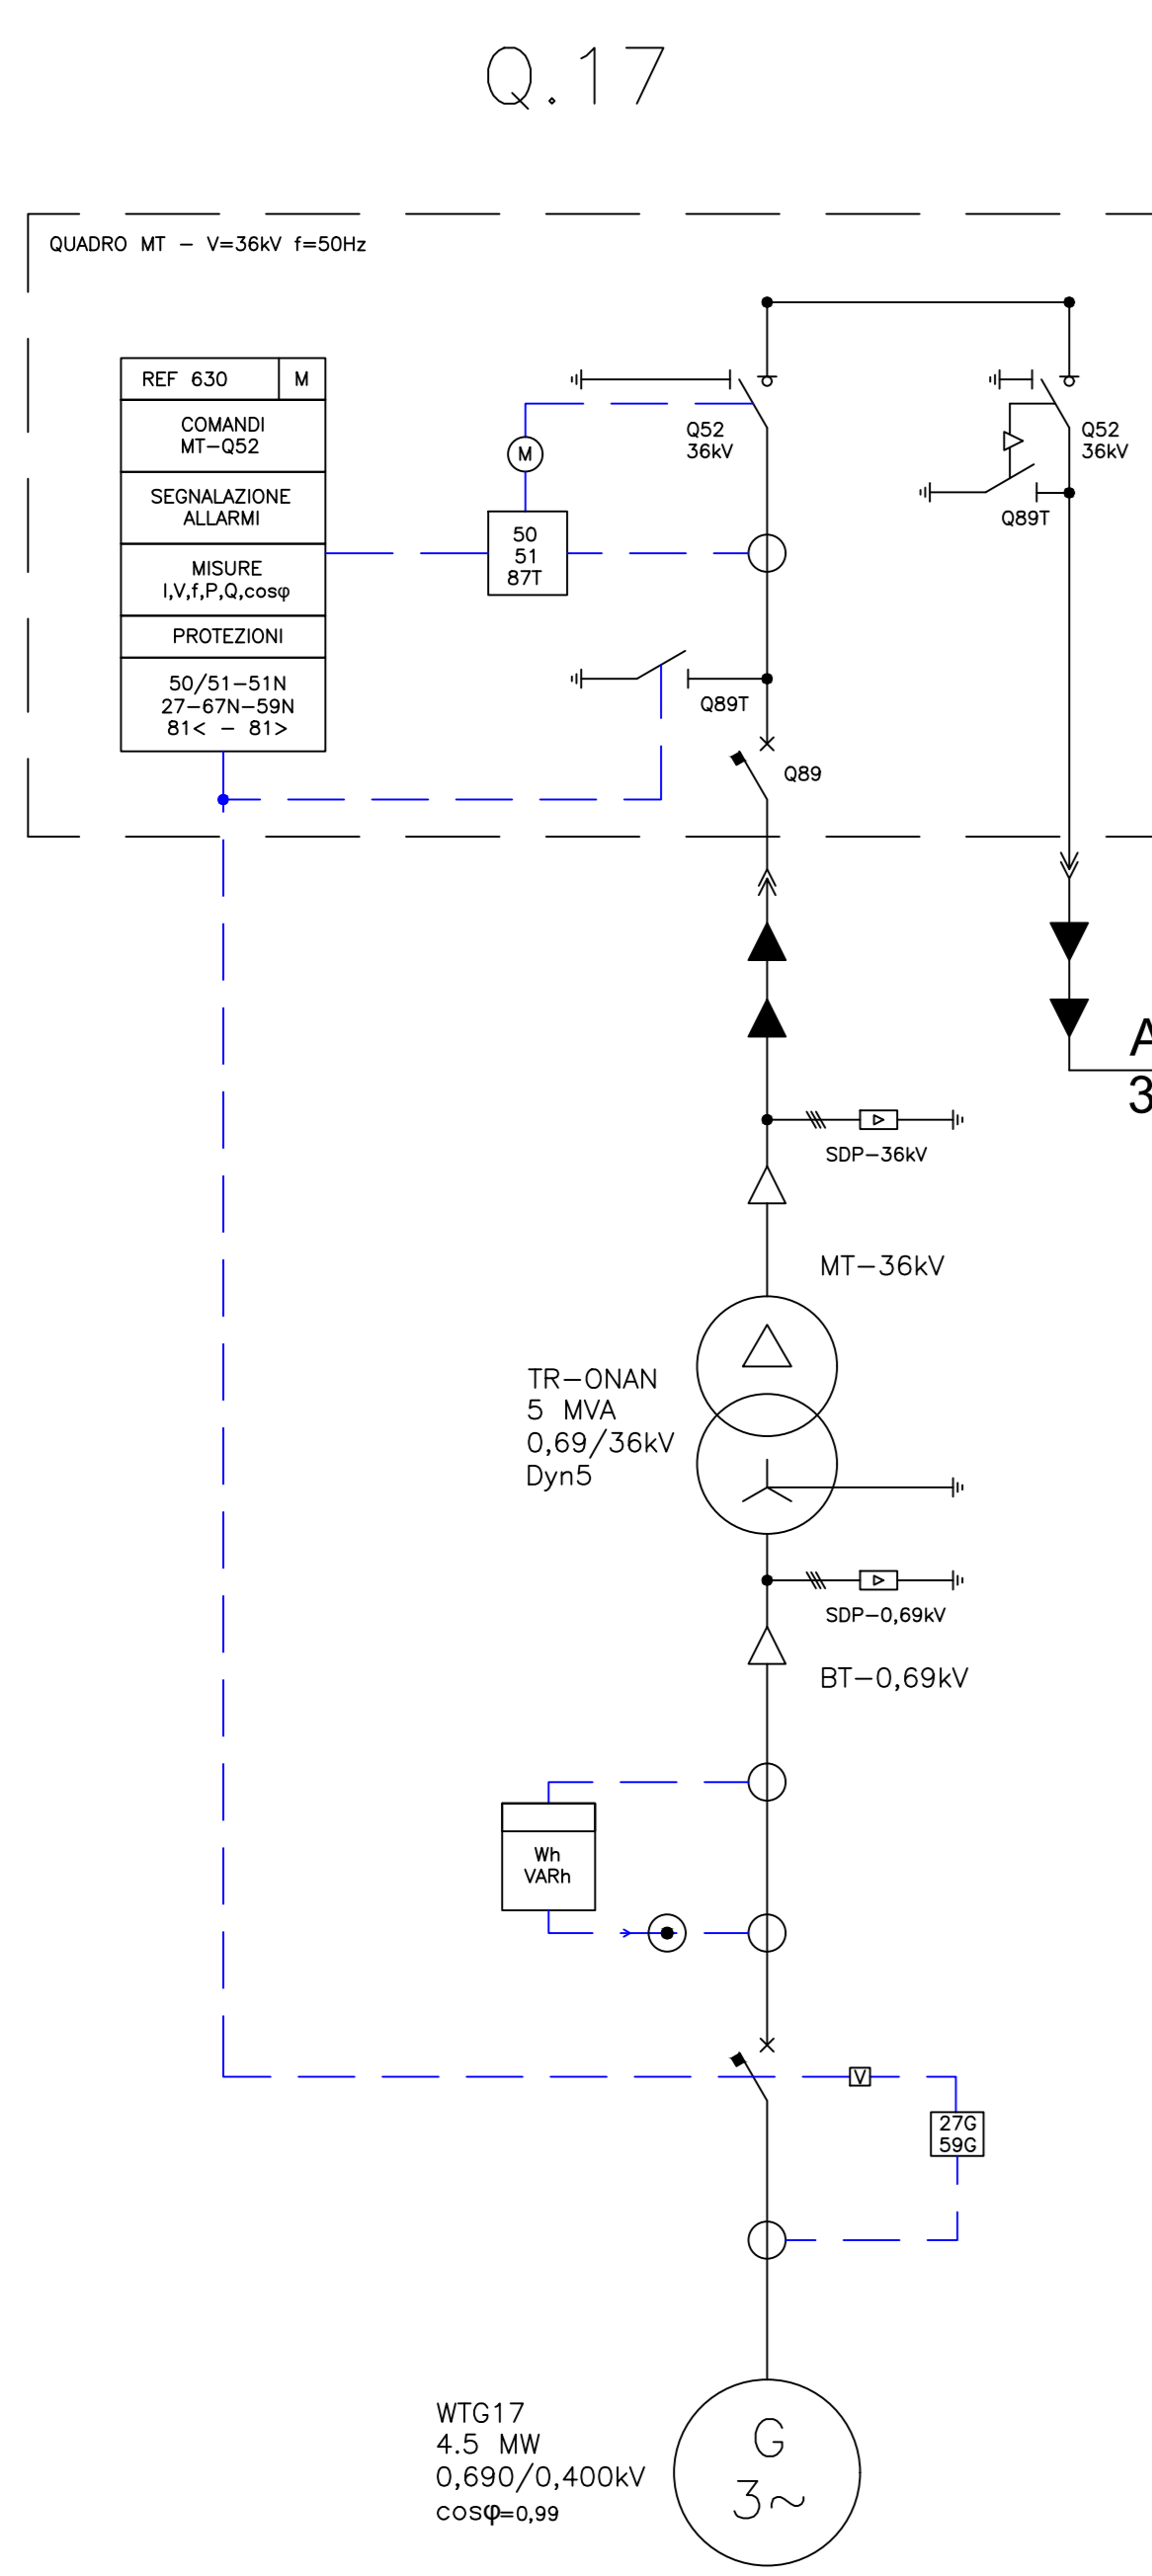 Q.17
QUADRO MT - V=36kV f=50Hz
REF 630
M
COMANDI
MT-Q52
SEGNALAZIONE
ALLARMI
MISURE
I,V,f,P,Q,cosφ
PROTEZIONI
50/51-51N
27-67N-59N
81< - 81>
M
50
51
87T
Q52
36kV
Q89T
Q89
Q52
36kV
Q89T
A
3
SDP-36kV
MT-36kV
TR-ONAN
5 MVA
0,69/36kV
Dyn5
SDP-0,69kV
BT-0,69kV
Wh
VARh
V
27G
59G
WTG17
4.5 MW
0,690/0,400kV
cosφ=0,99
G
3~